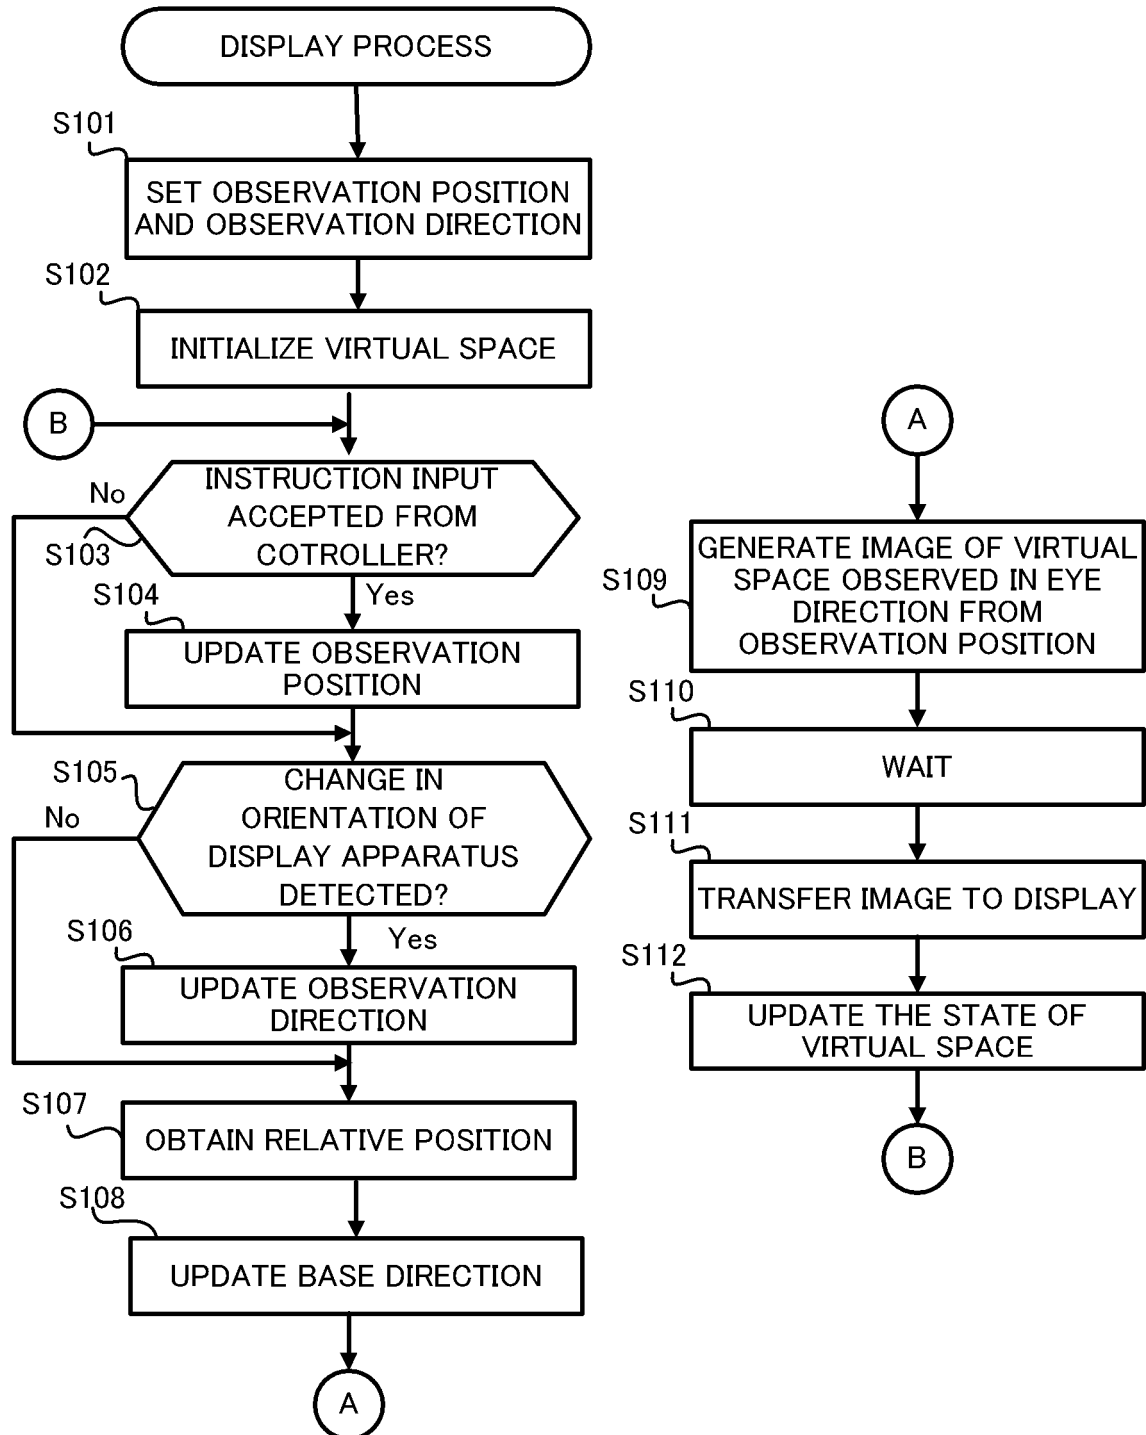 DISPLAY PROCESS
S101
SET OBSERVATION POSITION
AND OBSERVATION DIRECTION
S102
INITIALIZE VIRTUAL SPACE
B
No
INSTRUCTION INPUT
ACCEPTED FROM
COTROLLER?
S103
Yes
S104
UPDATE OBSERVATION
POSITION
S105
No
CHANGE IN
ORIENTATION OF
DISPLAY APPARATUS
DETECTED?
Yes
S106
UPDATE OBSERVATION
DIRECTION
S107
OBTAIN RELATIVE POSITION
S108
UPDATE BASE DIRECTION
A
A
S109
GENERATE IMAGE OF VIRTUAL
SPACE OBSERVED IN EYE
DIRECTION FROM
OBSERVATION POSITION
S110
WAIT
S111
TRANSFER IMAGE TO DISPLAY
S112
UPDATE THE STATE OF
VIRTUAL SPACE
B